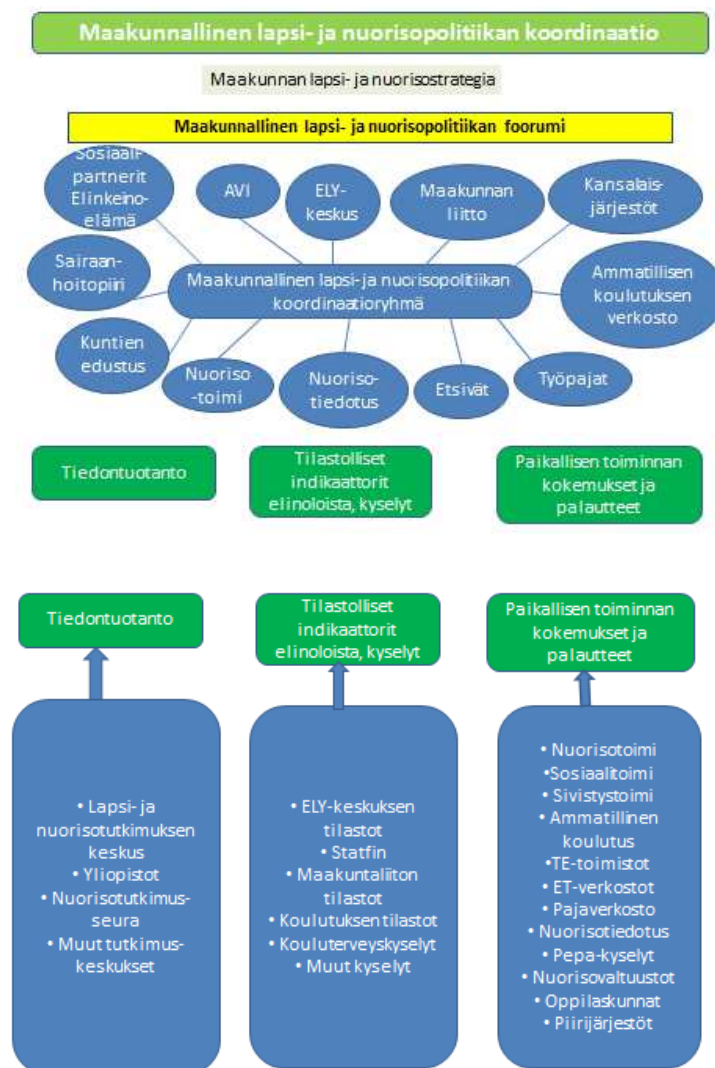 Maakunnallinen lapsi- ja nuorisopolitiikan koordinaatio
Maakunnan lapsi- ja nuorisostrategia
Maakunnallinen lapsi- ja nuorisopolitiikan foorumi
Sosiaali-
partnerit
Elinkeino-
elämä
AVI
ELY-
keskus
Maakunnan
liitto
Kansalais-
järjestöt
Sairaan-
hoitopiiri
Maakunnallinen lapsi- ja nuorisopolitiikan
koordinaatioryhmä
Ammatillisen
koulutuksen
verkosto
Kuntien
edustus
Nuoriso
-toimi
Nuoriso-
tiedotus
Etsivät
Työpajat
Tiedontuotanto
Tilastolliset
indikaattorit
elinoloista, kyselyt
Paikallisen toiminnan
kokemukset ja
palautteet
Tiedontuotanto
Tilastolliset
indikaattorit
elinoloista, kyselyt
Paikallisen toiminnan
kokemukset ja
palautteet
• Lapsi- ja
nuorisotutkimuksen
keskus
• Yliopistot
• Nuorisotutkimus-
seura
• Muut tutkimus-
keskukset
• ELY-keskuksen
tilastot
• Statfin
• Maakuntaliiton
tilastot
• Koulutuksen tilastot
• Kouluterveyskyselyt
• Muut kyselyt
• Nuorisotoimi
•Sosiaalitoimi
• Sivistystoimi
• Ammatillinen
koulutus
•TE-toimistot
• ET-verkostot
• Pajaverkosto
• Nuorisotiedotus
• Pepa-kyselyt
• Nuorisovaltuustot
• Oppilaskunnat
• Piirijärjestöt